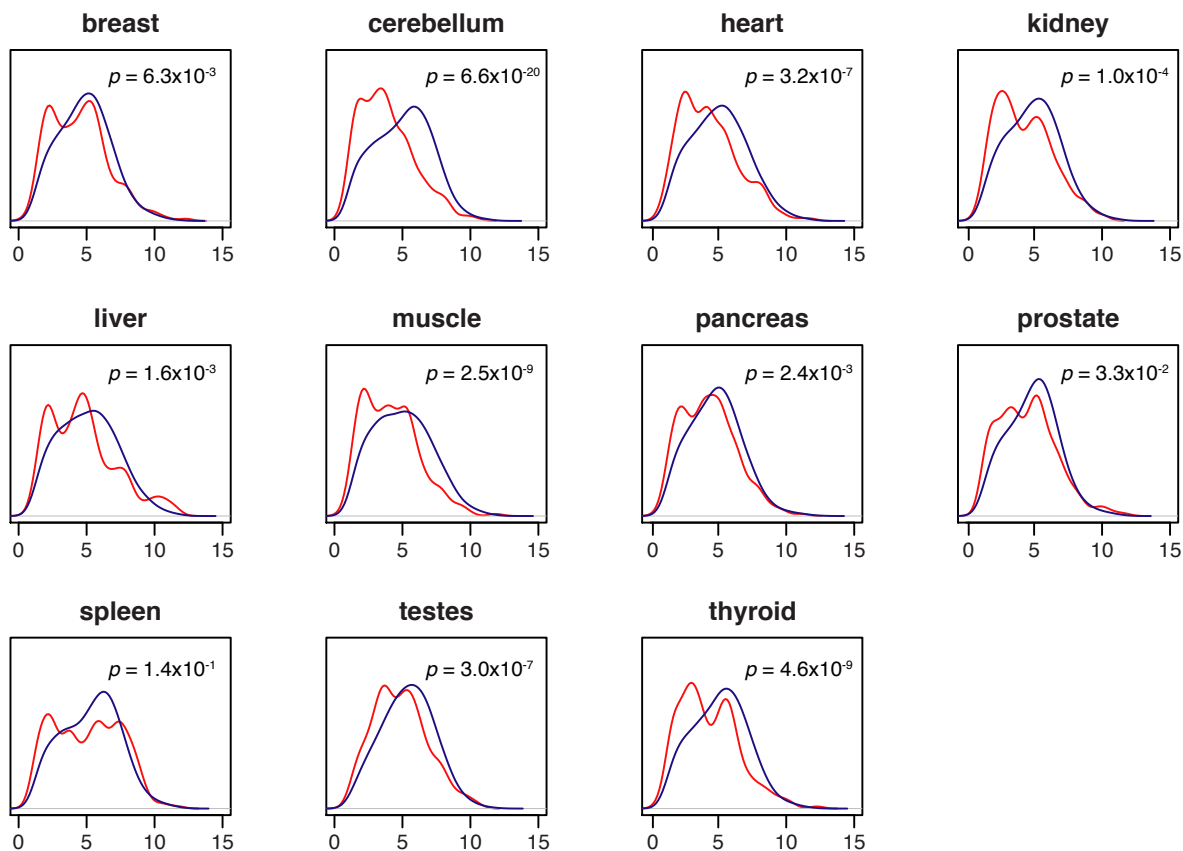 breast cerebellum heart kidney
p = 6.3x10-3 p = 6.6x10-20 p = 3.2x10-7 p = 1.0x10-4
0 5 10 15 0 5 10 15 0 5 10 15 0 5 10 15
liver muscle pancreas prostate
p = 1.6x10-3 p = 2.5x10-9 p = 2.4x10-3 p = 3.3x10-2
0 5 10 15 0 5 10 15 0 5 10 15 0 5 10 15
spleen testes thyroid
p = 1.4x10-1 p = 3.0x10-7 p = 4.6x10-9
0 5 10 15 0 5 10 15 0 5 10 15